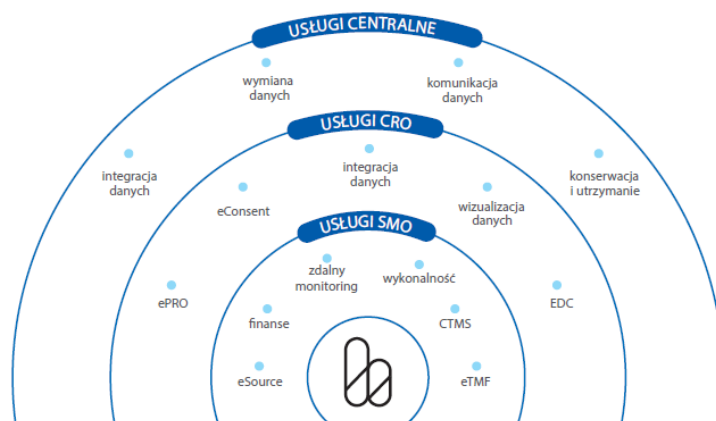 USŁUGI CENTRALNE
wymiana
danych
komunikacja
danych
integracja
danych
konserwacja
i utrzymanie
USŁUGI CRO
integracja
danych
eConsent
wizualizacja
danych
ePRO
EDC
USŁUGI SMO
zdalny
monitoring
wykonalność
finanse
CTMS
eSource
eTMF